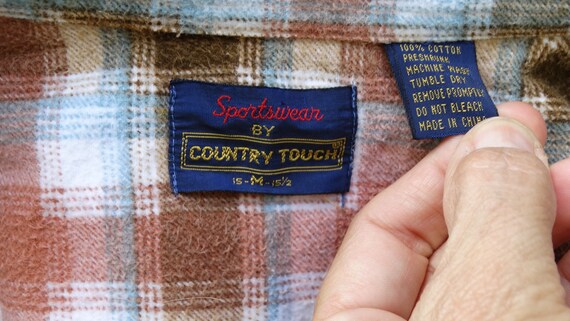 Sportswear
BY
COUNTRY TOUCH
15-M-15½
100% COTTON
PRESHRUNK
MACHINE WASH
TUMBLE DRY
REMOVE PROMPTLY
DO NOT BLEACH
MADE IN CHINA